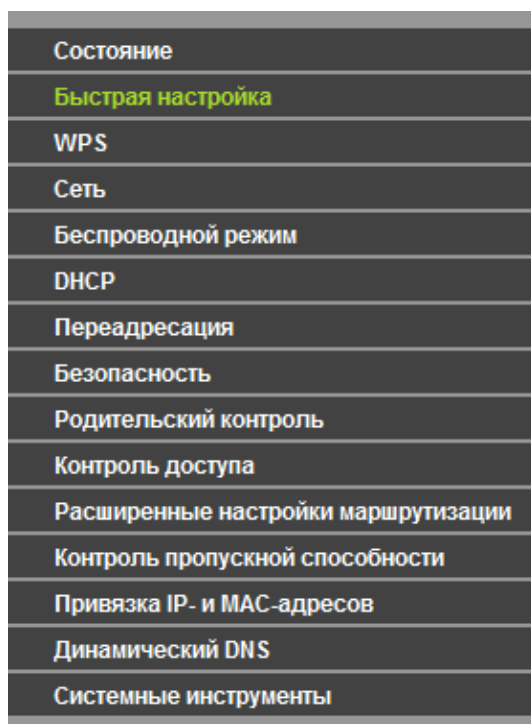 Состояние
Быстрая настройка
WPS
Сеть
Беспроводной режим
DHCP
Переадресация
Безопасность
Родительский контроль
Контроль доступа
Расширенные настройки маршрутизации
Контроль пропускной способности
Привязка IP- и MAC-адресов
Динамический DNS
Системные инструменты